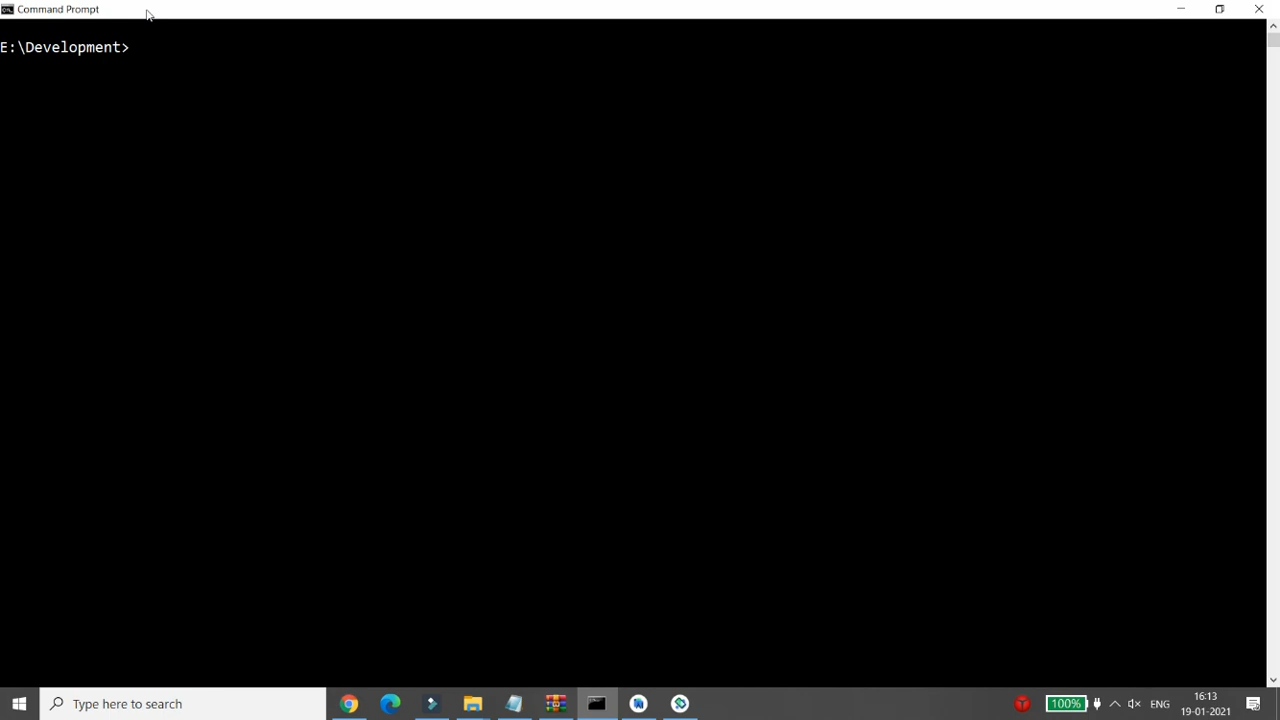 Command Prompt
E:\Development>
Type here to search
100%
ENG
16:13
19-01-2021